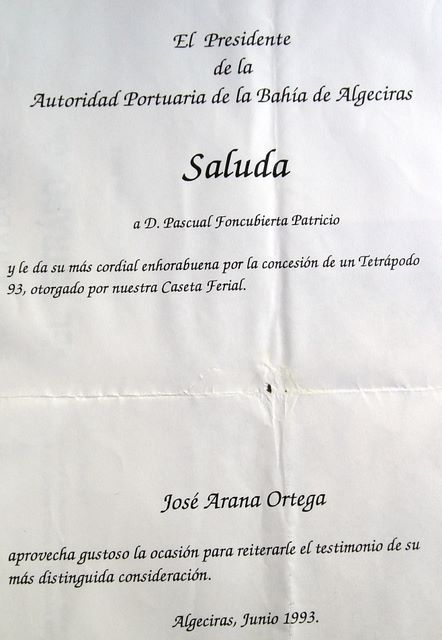 El Presidente
de la
Autoridad Portuaria de la Bahía de Algeciras
Saluda
a D. Pascual Foncubierta Patricio
y le da su más cordial enhorabuena por la concesión de un Tetrápodo
93, otorgado por nuestra Caseta Ferial.
José Arana Ortega
aprovecha gustoso la ocasión para reiterarle el testimonio de su
más distinguida consideración.
Algeciras, Junio 1993.